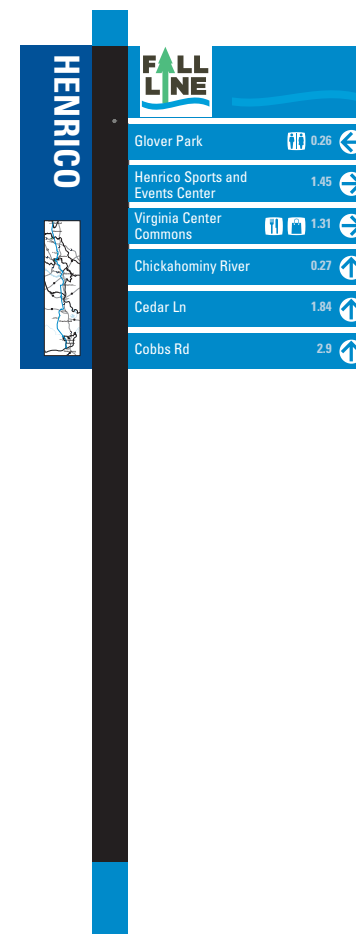 HENRICO
FALL
LINE
Glover Park 0.26
Henrico Sports and
Events Center 1.45
Virginia Center
Commons 1.31
Chickahominy River 0.27
Cedar Ln 1.84
Cobbs Rd 2.9